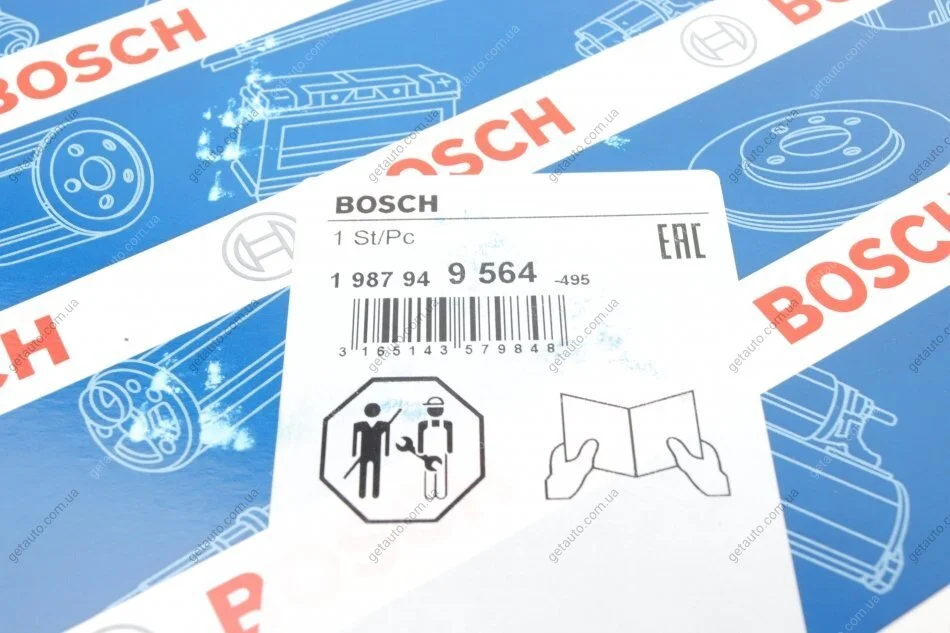 BOSCH
BOSCH
BOSCH
BOSCH
1 St/Pc
EAC
1 987 94 9 564 -495
3 165143 579848
BOSCH
getauto.com.ua